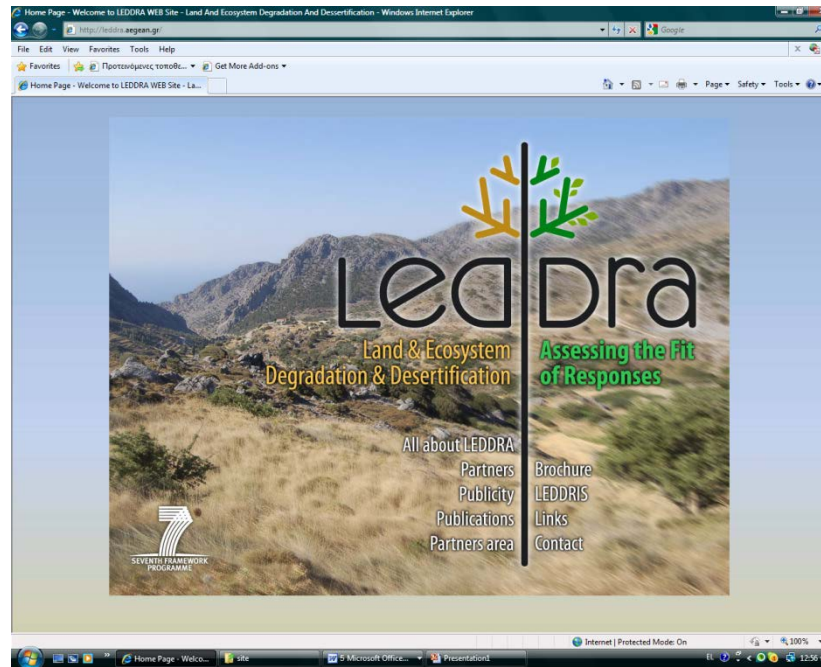 Home Page - Welcome to LEDDRA WEB Site - Land And Ecosystem Degradation And Dessertification - Windows Internet Explorer
http://leddra.aegean.gr/
Google
File Edit View Favorites Tools Help
Favorites Προτεινόμενες τοποθε... Get More Add-ons
Home Page - Welcome to LEDDRA WEB Site - La...
Page Safety Tools
Leddra
Land & Ecosystem
Degradation & Desertification
Assessing the Fit
of Responses
All about LEDDRA
Partners
Publicity
Publications
Partners area
Brochure
LEDDRIS
Links
Contact
7
SEVENTH FRAMEWORK
PROGRAMME
Internet | Protected Mode: On
100%
Home Page - Welco...
site
5 Microsoft Office...
Presentation1
EL
12:56